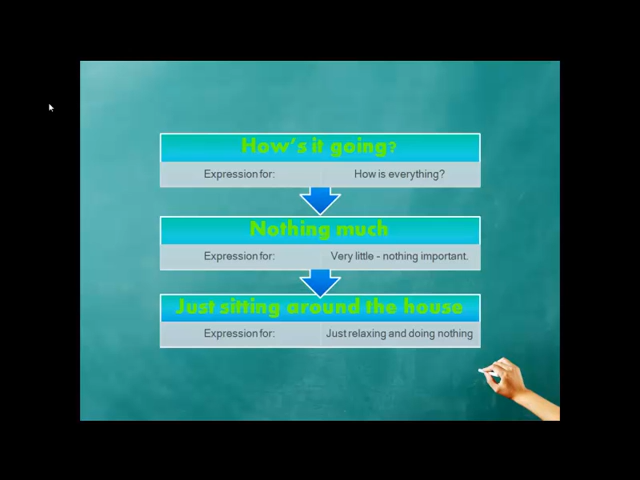 How's it going?
Expression for: How is everything?
Nothing much
Expression for: Very little - nothing important.
Just sitting around the house
Expression for: Just relaxing and doing nothing